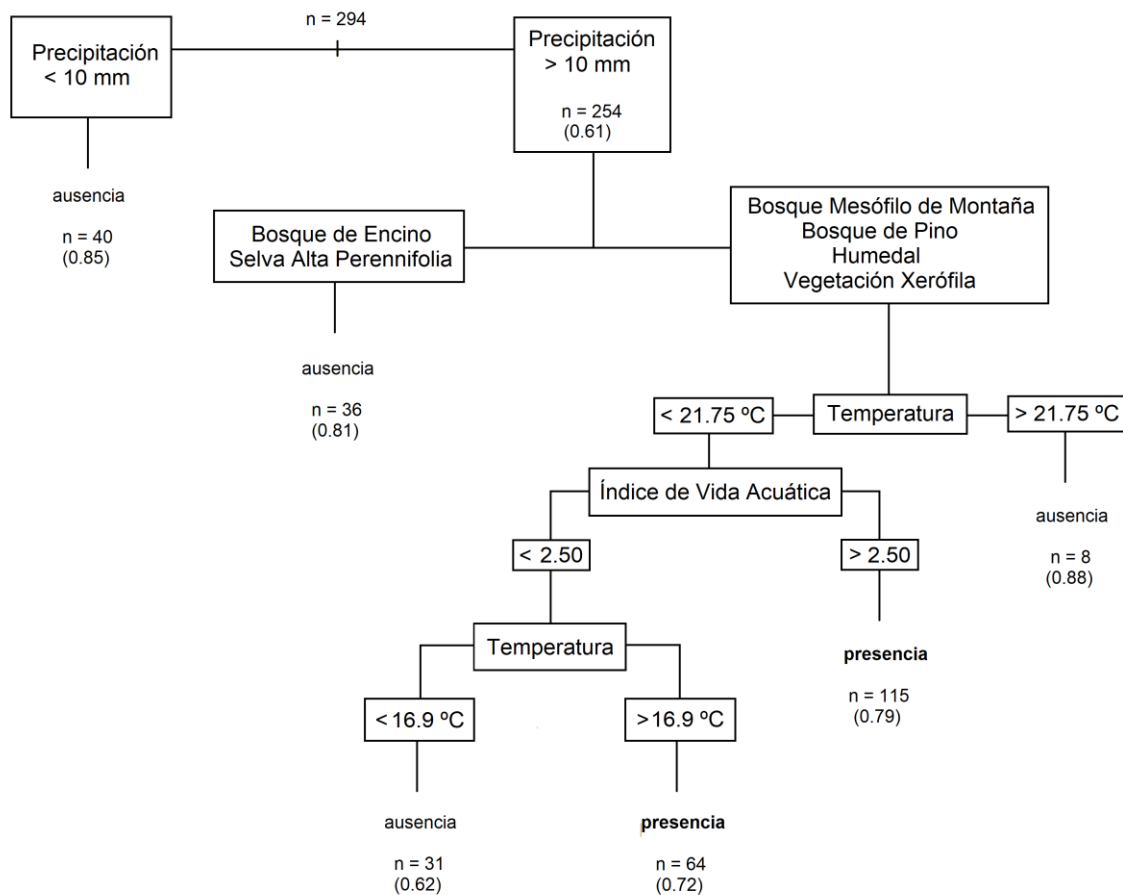 n = 294
Precipitación
< 10 mm
Precipitación
> 10 mm
n = 254
(0.61)
ausencia
n = 40
(0.85)
Bosque de Encino
Selva Alta Perennifolia
Bosque Mesófilo de Montaña
Bosque de Pino
Humedal
Vegetación Xerófila
ausencia
n = 36
(0.81)
< 21.75 ºC
Temperatura
> 21.75 ºC
Índice de Vida Acuática
ausencia
n = 8
(0.88)
< 2.50
> 2.50
Temperatura
presencia
n = 115
(0.79)
<16.9 ºC
>16.9 ºC
ausencia
n = 31
(0.62)
presencia
n = 64
(0.72)